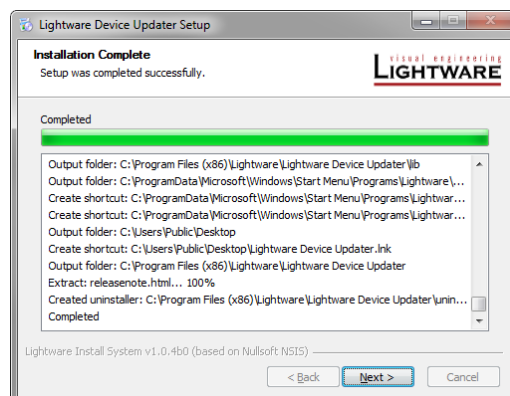 Lightware Device Updater Setup
Installation Complete
Setup was completed successfully.
visual engineering
LIGHTWARE
Completed
Output folder: C:\Program Files (x86)\Lightware\Lightware Device Updater\lib
Output folder: C:\ProgramData\Microsoft\Windows\Start Menu\Programs\Lightware\...
Create shortcut: C:\ProgramData\Microsoft\Windows\Start Menu\Programs\Lightwar...
Create shortcut: C:\ProgramData\Microsoft\Windows\Start Menu\Programs\Lightwar...
Output folder: C:\Users\Public\Desktop
Create shortcut: C:\Users\Public\Desktop\Lightware Device Updater.lnk
Output folder: C:\Program Files (x86)\Lightware\Lightware Device Updater
Extract: releasenote.html... 100%
Created uninstaller: C:\Program Files (x86)\Lightware\Lightware Device Updater\unin...
Completed
Lightware Install System v1.0.4b0 (based on Nullsoft NSIS)
< Back
Next >
Cancel